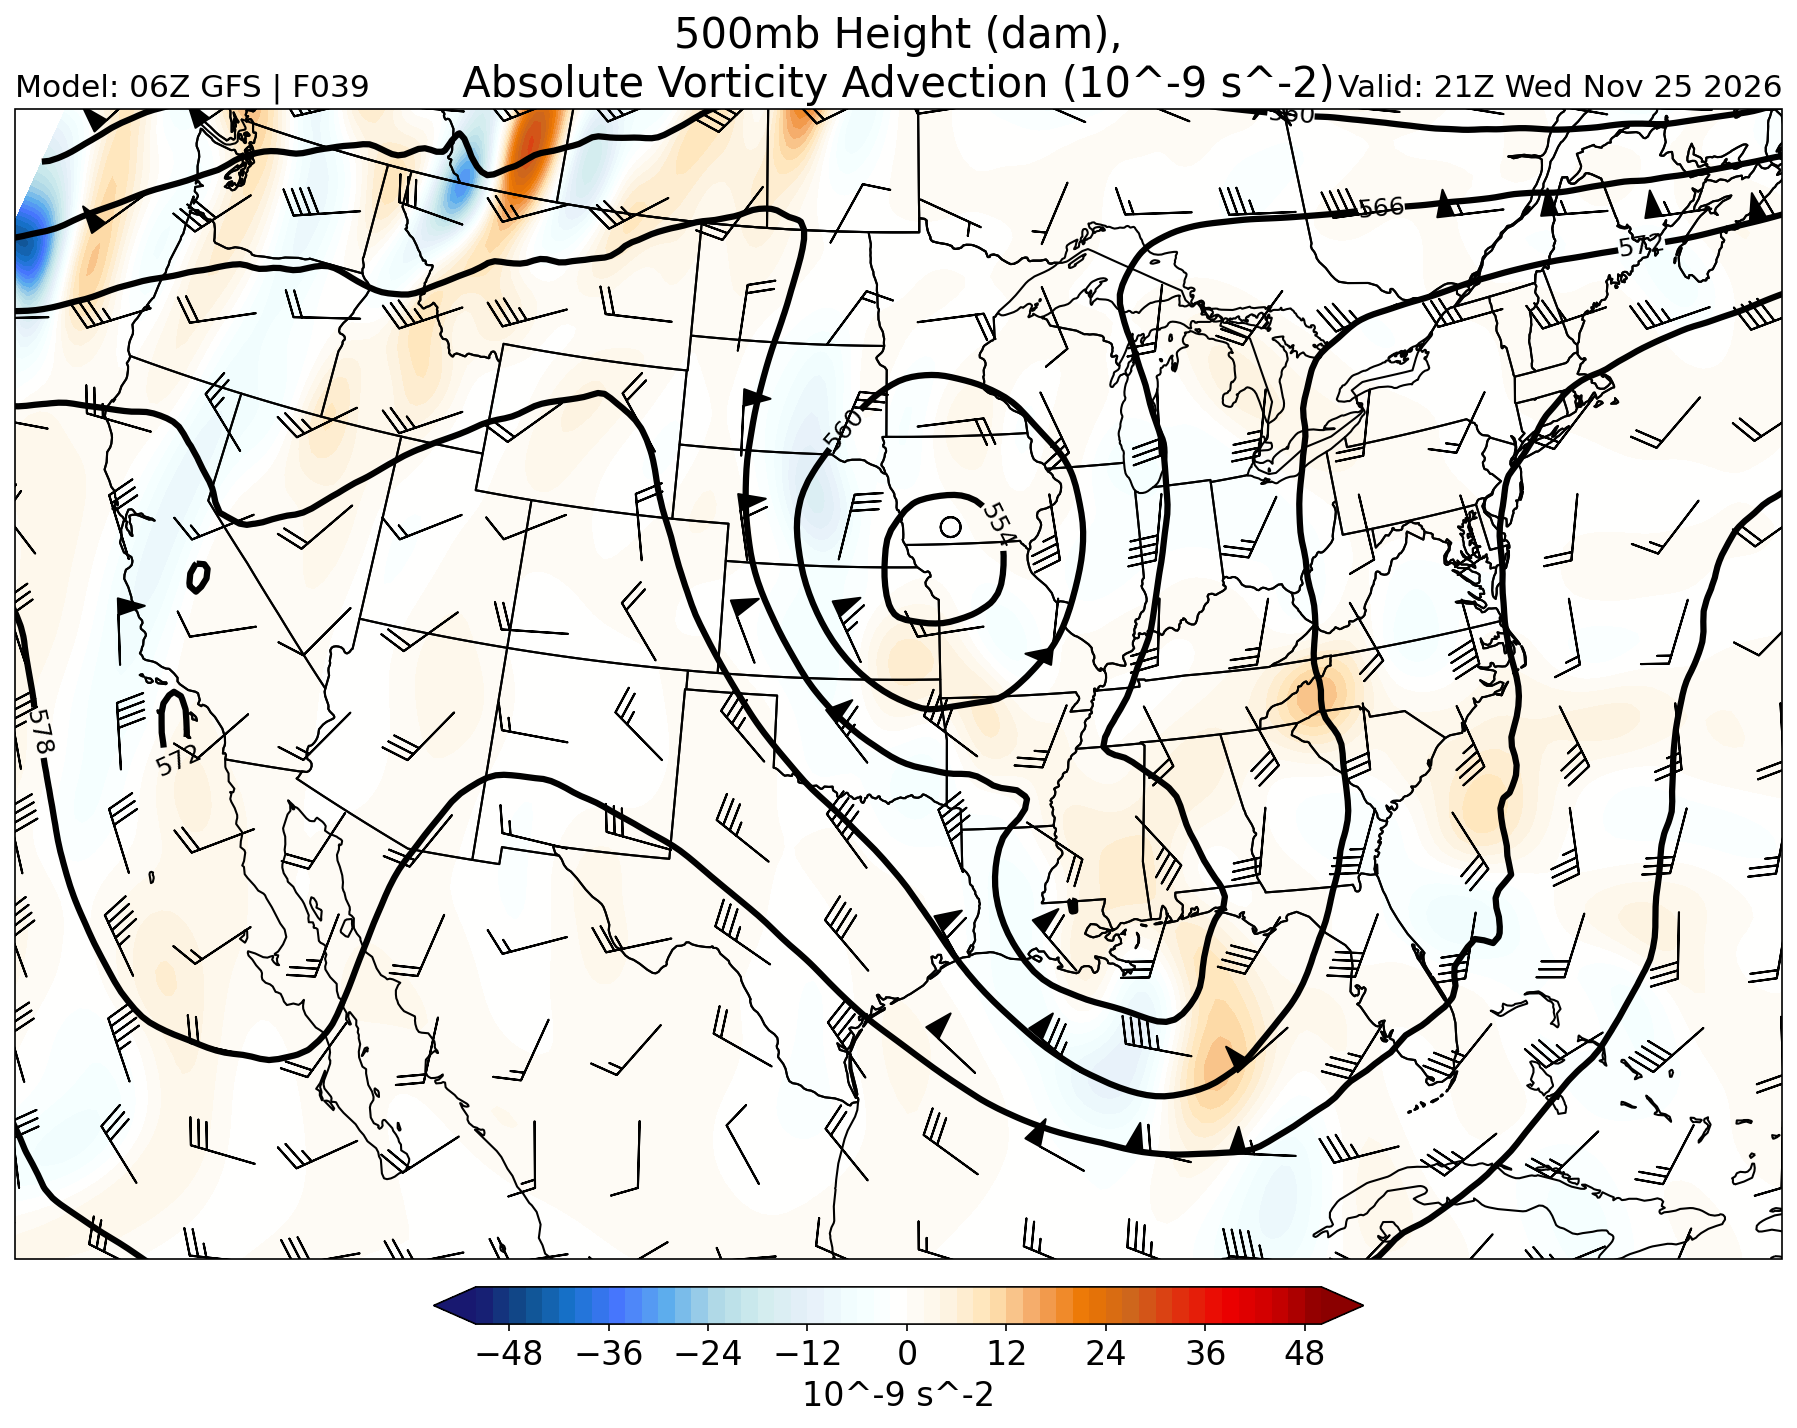 500mb Height (dam),
Model: 06Z GFS | F039
Absolute Vorticity Advection (10^-9 s^-2)
Valid: 21Z Wed Nov 25 2026
566
572
560
554
578
572
−48 −36 −24 −12 0 12 24 36 48
10^-9 s^-2